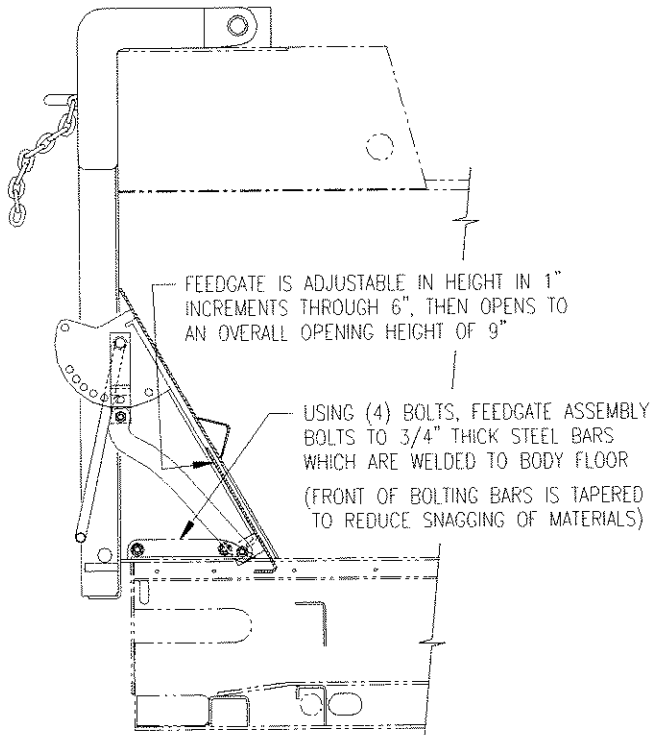 FEEDGATE IS ADJUSTABLE IN HEIGHT IN 1"
INCREMENTS THROUGH 6", THEN OPENS TO
AN OVERALL OPENING HEIGHT OF 9"
USING (4) BOLTS, FEEDGATE ASSEMBLY
BOLTS TO 3/4" THICK STEEL BARS
WHICH ARE WELDED TO BODY FLOOR
(FRONT OF BOLTING BARS IS TAPERED
TO REDUCE SNAGGING OF MATERIALS)